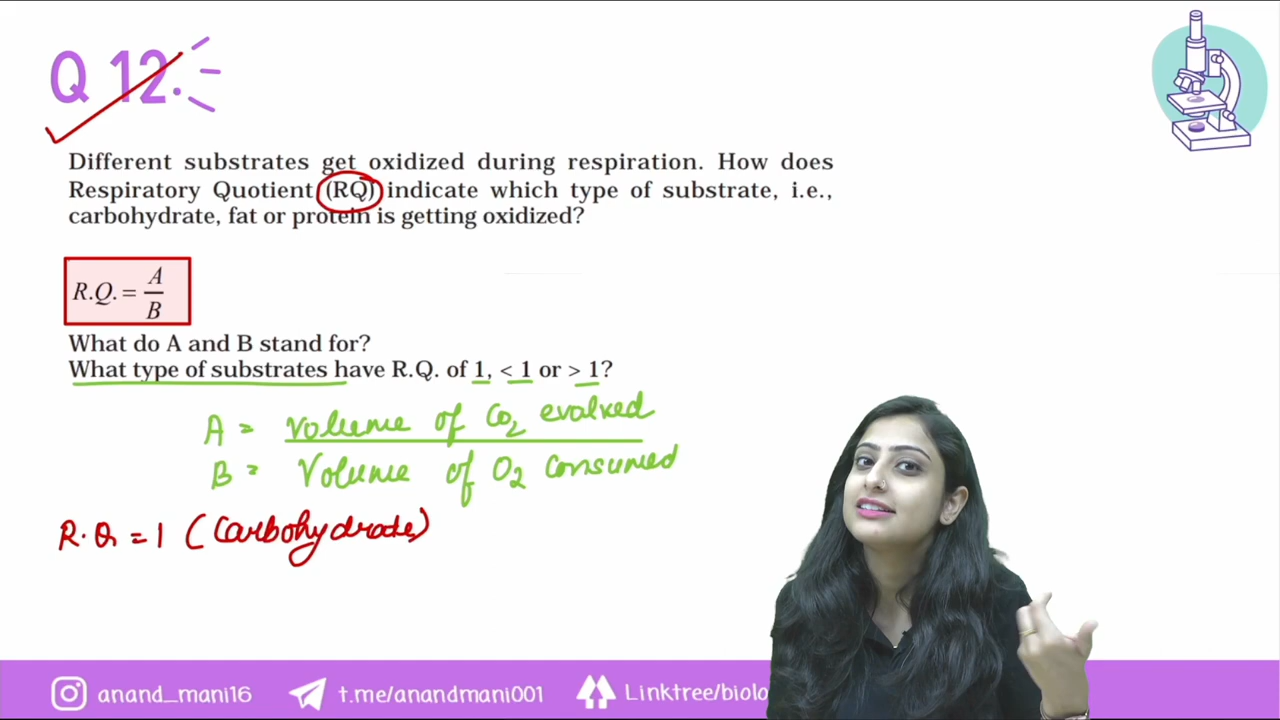 Q 12.
Different substrates get oxidized during respiration. How does
Respiratory Quotient (RQ) indicate which type of substrate, i.e.,
carbohydrate, fat or protein is getting oxidized?
R.Q. = A/B
What do A and B stand for?
What type of substrates have R.Q. of 1, < 1 or > 1?
A = volume of CO2 evolved
B = Volume of O2 consumed
R.Q = 1 (Carbohydrate)
anand_mani16 t.me/anandmani001 Linktree/biolo